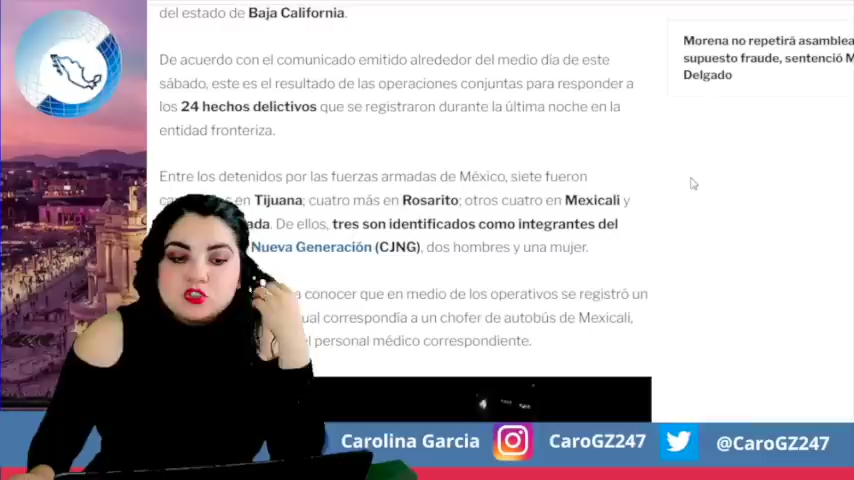 del estado de Baja California.
De acuerdo con el comunicado emitido alrededor del medio día de este
sábado, este es el resultado de las operaciones conjuntas para responder a
los 24 hechos delictivos que se registraron durante la última noche en la
entidad fronteriza.
Entre los detenidos por las fuerzas armadas de México, siete fueron
en Tijuana; cuatro más en Rosarito; otros cuatro en Mexicali y
De ellos, tres son identificados como integrantes del
Nueva Generación (CJNG), dos hombres y una mujer.
a conocer que en medio de los operativos se registró un
correspondía a un chofer de autobús de Mexicali,
personal médico correspondiente.
Morena no repetirá asamblea
supuesto fraude, sentenció M
Delgado
Carolina Garcia CaroGZ247 @CaroGZ247